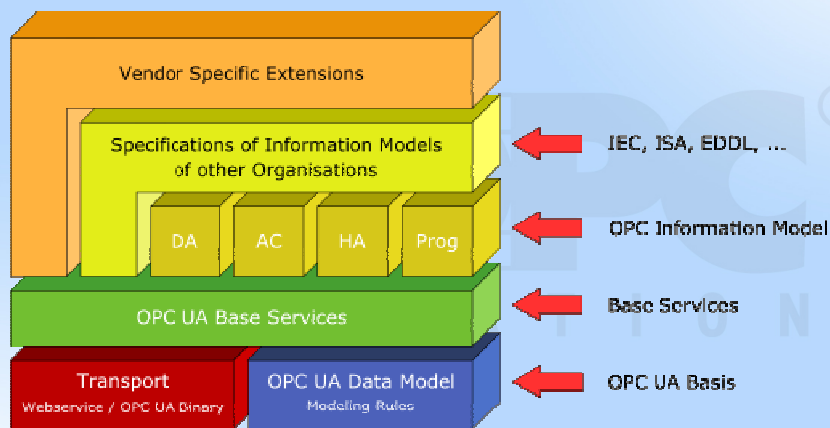 Vendor Specific Extensions
Specifications of Information Models
of other Organisations
IEC, ISA, EDDL, ...
DA
AC
HA
Prog
OPC Information Model
OPC UA Base Services
Base Services
Transport
Webservice / OPC UA Binary
OPC UA Data Model
Modeling Rules
OPC UA Basis